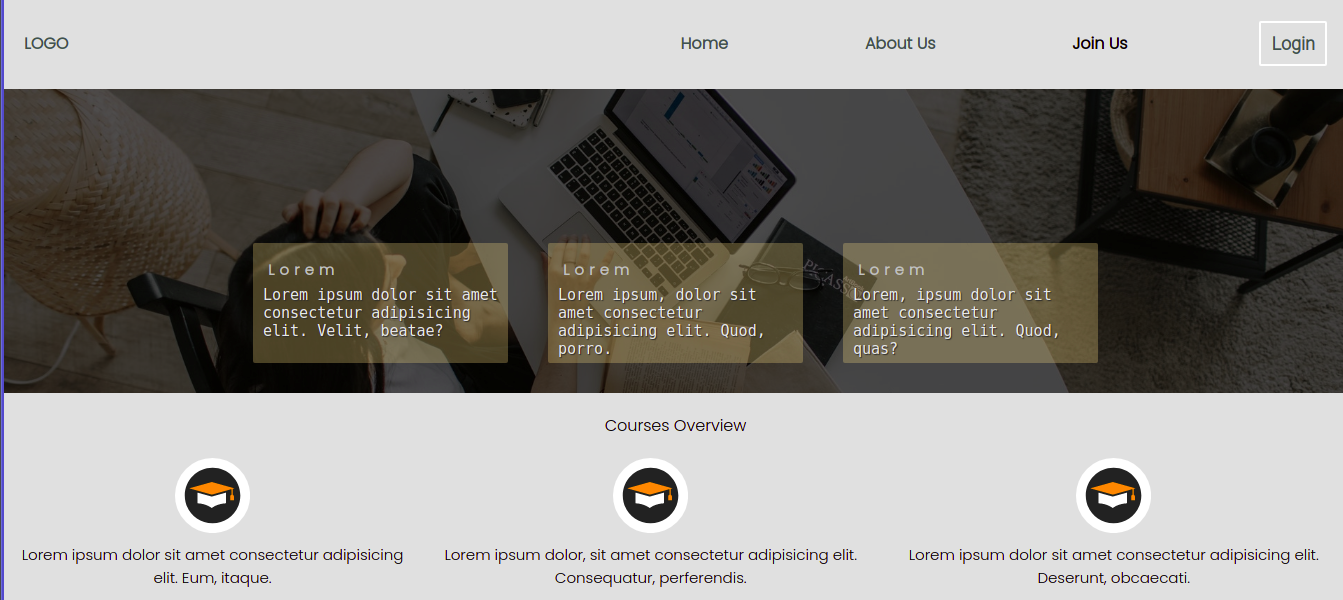 LOGO Home About Us Join Us Login
PICASSO
Lorem
Lorem ipsum dolor sit amet
consectetur adipisicing
elit. Velit, beatae?
Lorem
Lorem ipsum, dolor sit
amet consectetur
adipisicing elit. Quod,
porro.
Lorem
Lorem, ipsum dolor sit
amet consectetur
adipisicing elit. Quod,
quas?
Courses Overview
Lorem ipsum dolor sit amet consectetur adipisicing
elit. Eum, itaque.
Lorem ipsum dolor, sit amet consectetur adipisicing elit.
Consequatur, perferendis.
Lorem ipsum dolor sit amet consectetur adipisicing elit.
Deserunt, obcaecati.